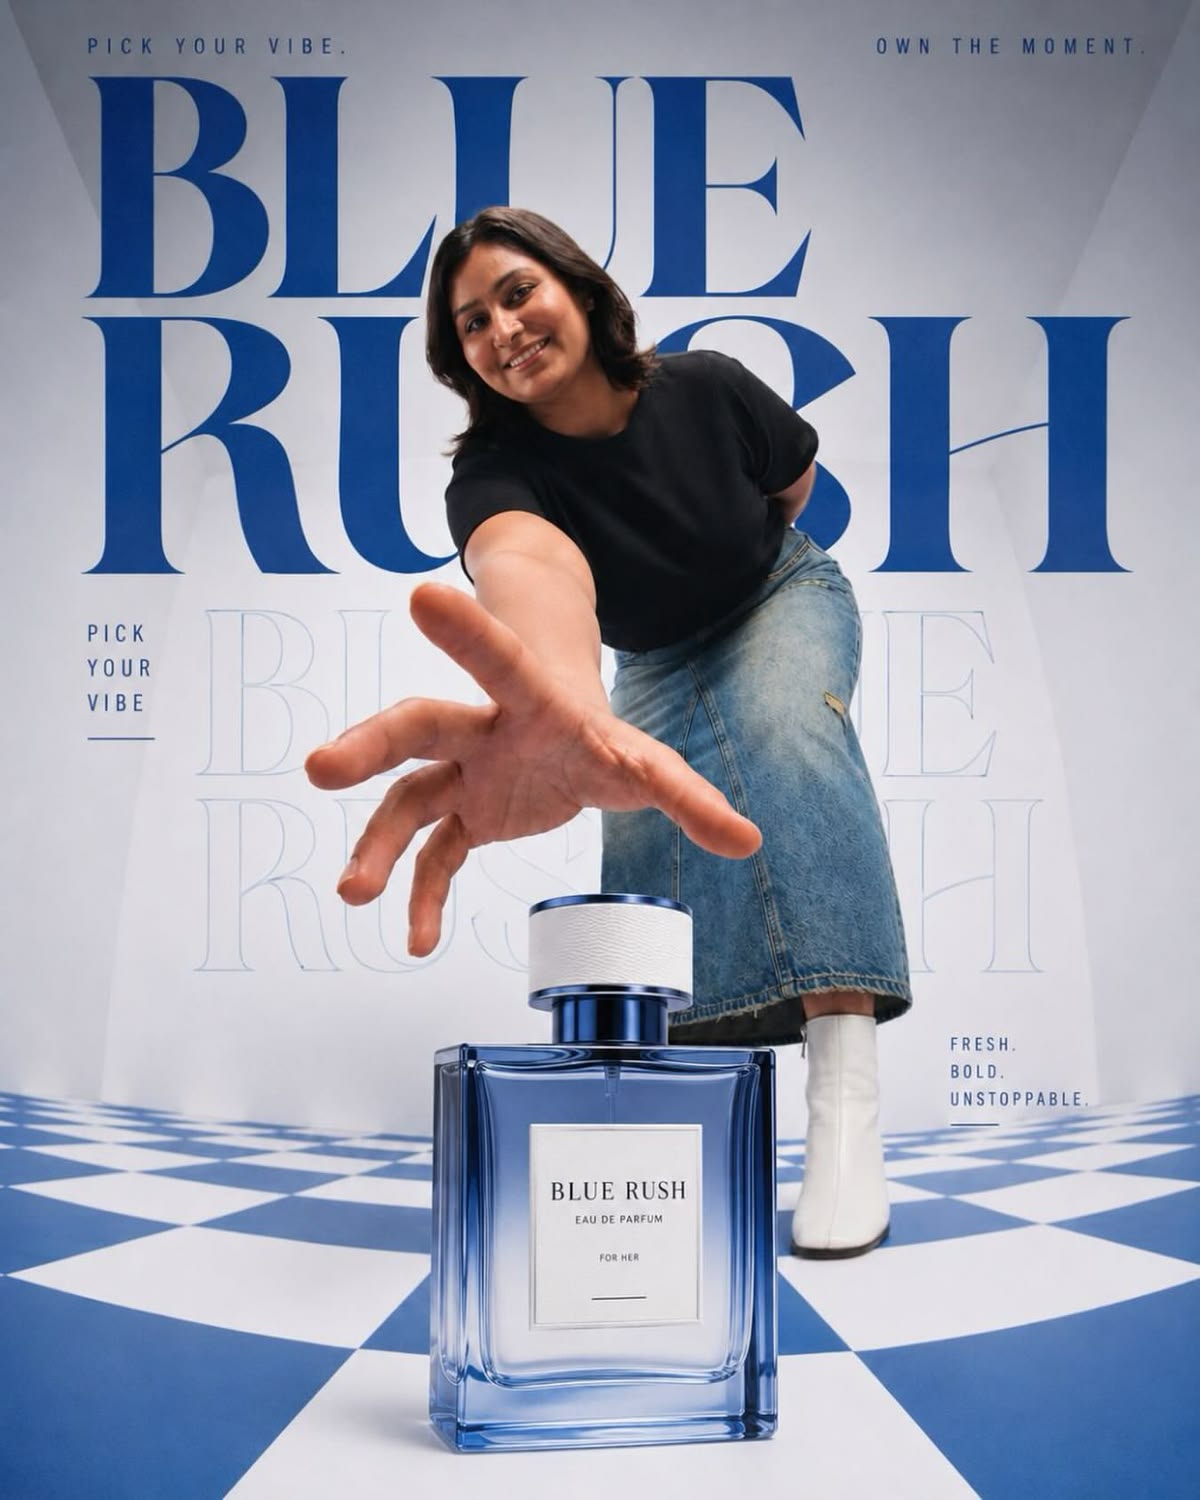 PICK YOUR VIBE.
OWN THE MOMENT.
BLUE
RUSH
PICK
YOUR
VIBE
BLUE
RUSH
FRESH.
BOLD.
UNSTOPPABLE.
BLUE RUSH
EAU DE PARFUM
FOR HER